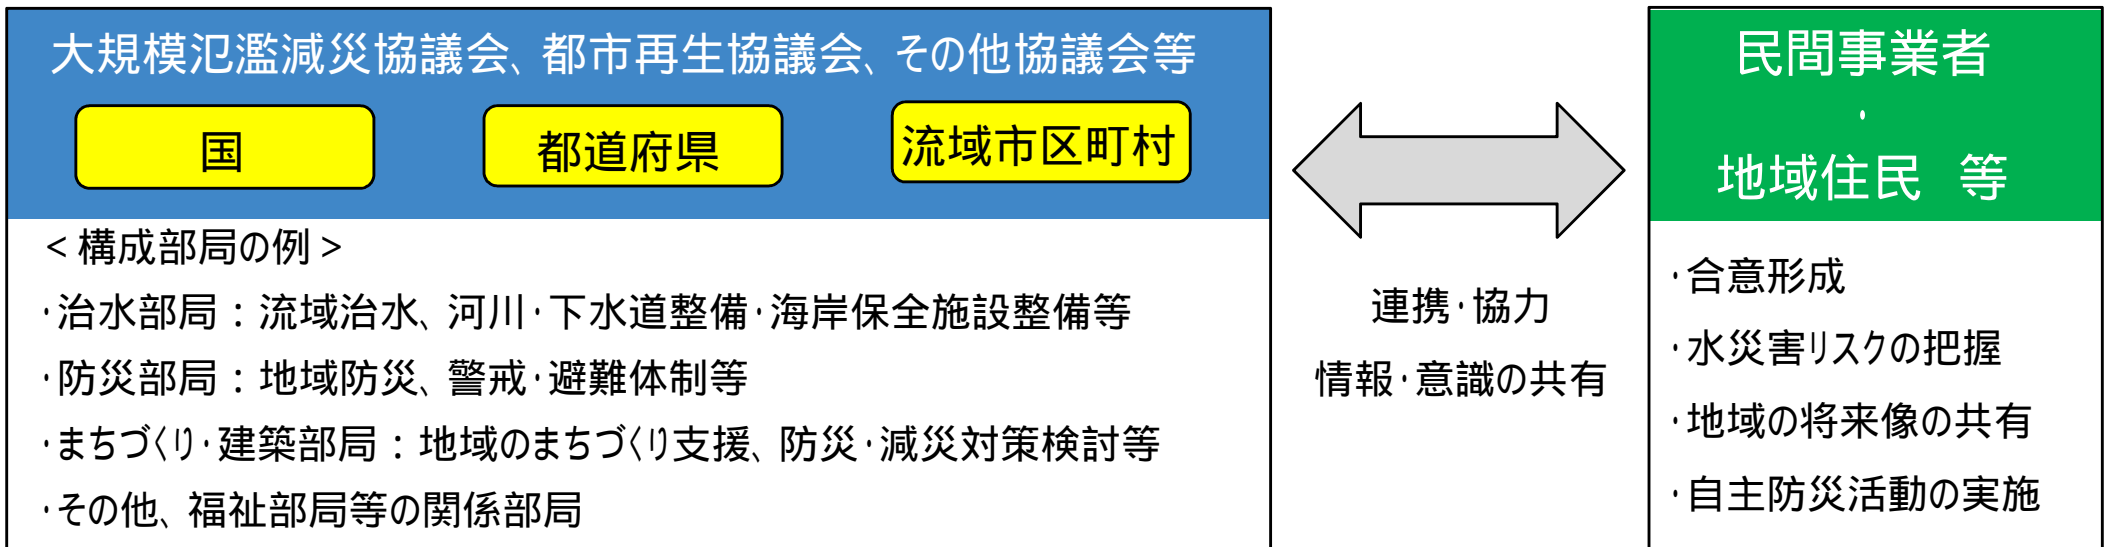 大規模氾濫減災協議会、都市再生協議会、その他協議会等
国
都道府県
流域市区町村
<構成部局の例>
・治水部局：流域治水、河川・下水道整備・海岸保全施設整備等
・防災部局：地域防災、警戒・避難体制等
・まちづくり・建築部局：地域のまちづくり支援、防災・減災対策検討等
・その他、福祉部局等の関係部局
連携・協力
情報・意識の共有
民間事業者
・
地域住民　等
・合意形成
・水災害リスクの把握
・地域の将来像の共有
・自主防災活動の実施